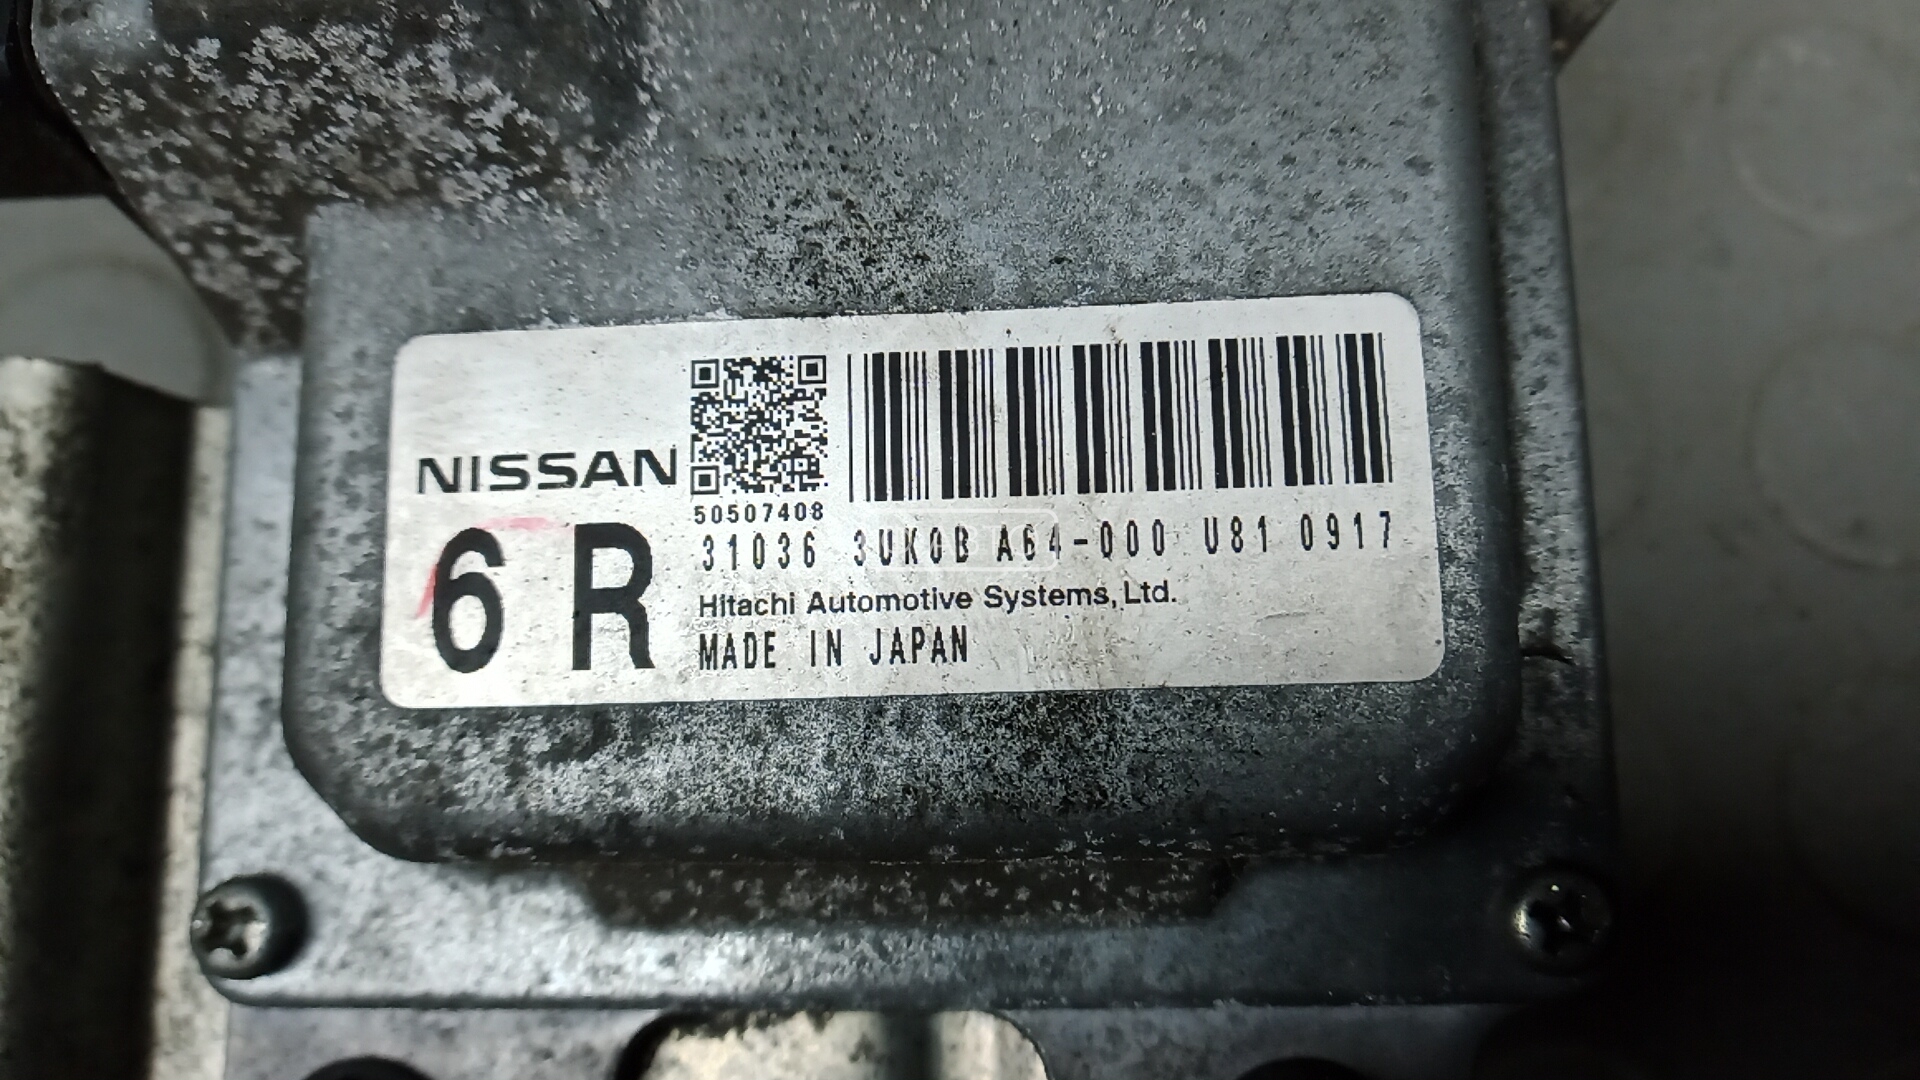 NISSAN
50507408
6 R
31036 3UK0B A64-000 U81 0917
Hitachi Automotive Systems, Ltd.
MADE IN JAPAN